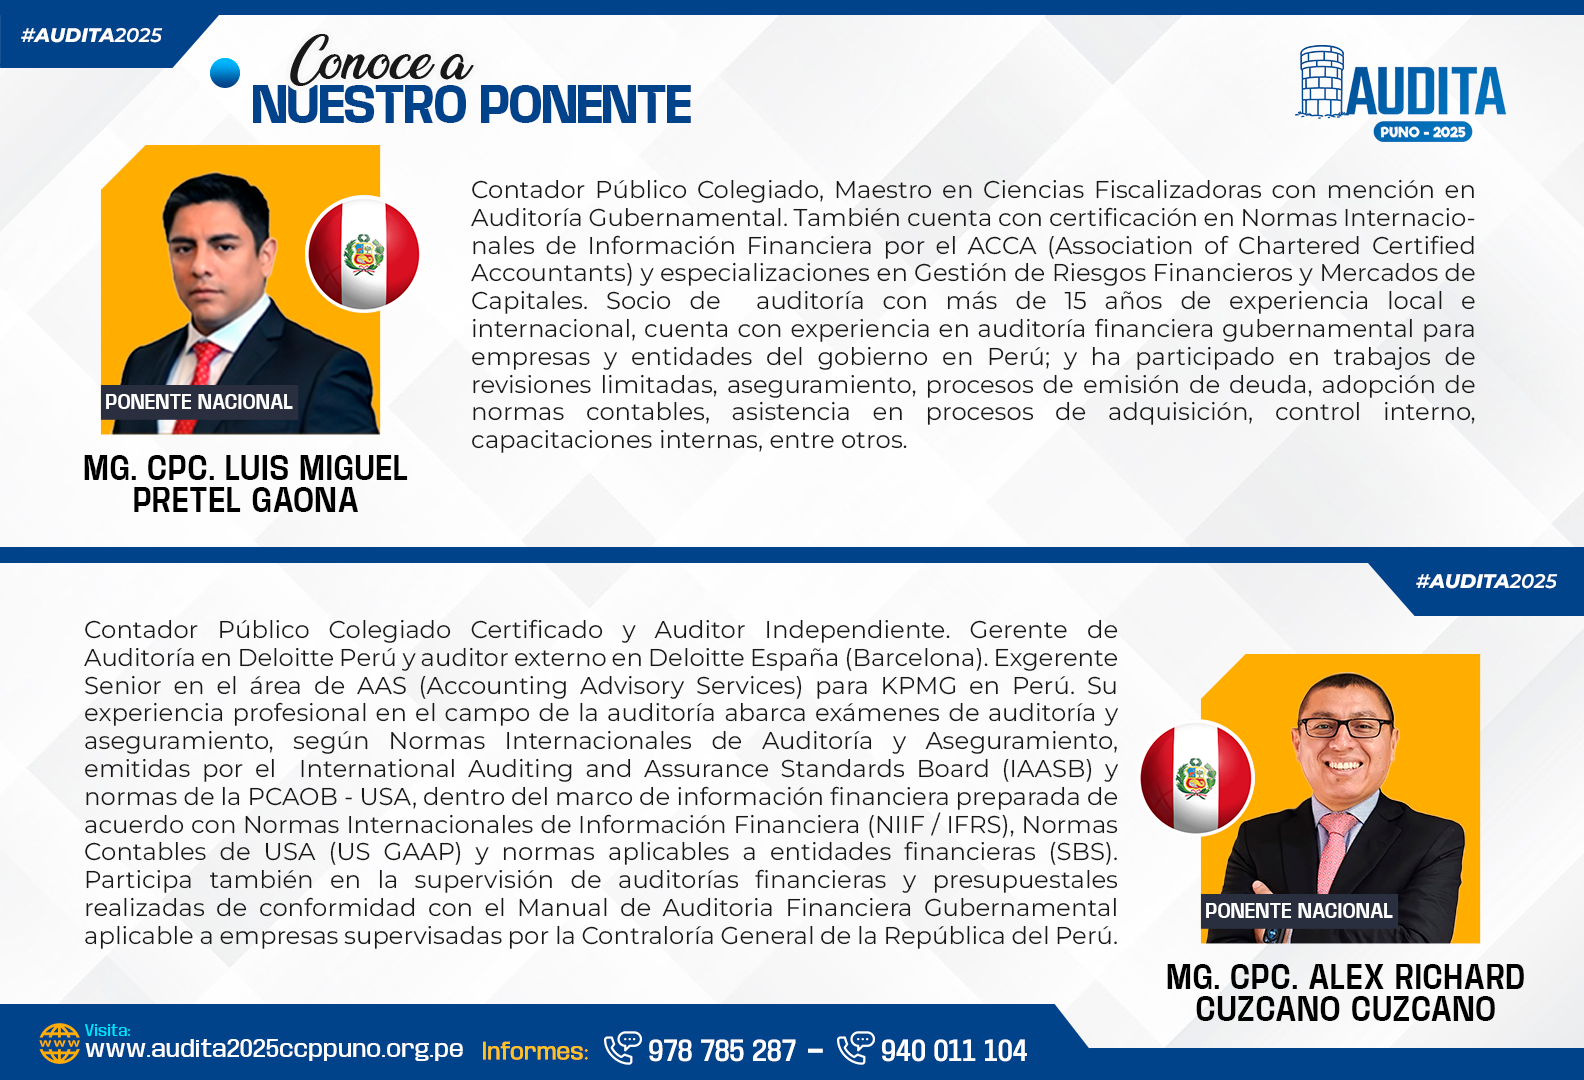 #AUDITA2025
Conoce a
NUESTRO PONENTE
AUDITA
PUNO - 2025
Contador Público Colegiado, Maestro en Ciencias Fiscalizadoras con mención en
Auditoría Gubernamental. También cuenta con certificación en Normas Internacio-
nales de Información Financiera por el ACCA (Association of Chartered Certified
Accountants) y especializaciones en Gestión de Riesgos Financieros y Mercados de
Capitales. Socio de auditoría con más de 15 años de experiencia local e
internacional, cuenta con experiencia en auditoría financiera gubernamental para
empresas y entidades del gobierno en Perú; y ha participado en trabajos de
revisiones limitadas, aseguramiento, procesos de emisión de deuda, adopción de
normas contables, asistencia en procesos de adquisición, control interno,
capacitaciones internas, entre otros.
PONENTE NACIONAL
MG. CPC. LUIS MIGUEL
PRETEL GAONA
#AUDITA2025
Contador Público Colegiado Certificado y Auditor Independiente. Gerente de
Auditoría en Deloitte Perú y auditor externo en Deloitte España (Barcelona). Exgerente
Senior en el área de AAS (Accounting Advisory Services) para KPMG en Perú. Su
experiencia profesional en el campo de la auditoría abarca exámenes de auditoría y
aseguramiento, según Normas Internacionales de Auditoría y Aseguramiento,
emitidas por el International Auditing and Assurance Standards Board (IAASB) y
normas de la PCAOB - USA, dentro del marco de información financiera preparada de
acuerdo con Normas Internacionales de Información Financiera (NIIF / IFRS), Normas
Contables de USA (US GAAP) y normas aplicables a entidades financieras (SBS).
Participa también en la supervisión de auditorías financieras y presupuestales
realizadas de conformidad con el Manual de Auditoria Financiera Gubernamental
aplicable a empresas supervisadas por la Contraloría General de la República del Perú.
PONENTE NACIONAL
MG. CPC. ALEX RICHARD
CUZCANO CUZCANO
Visita:
www.audita2025ccppuno.org.pe
Informes: 978 785 287 - 940 011 104